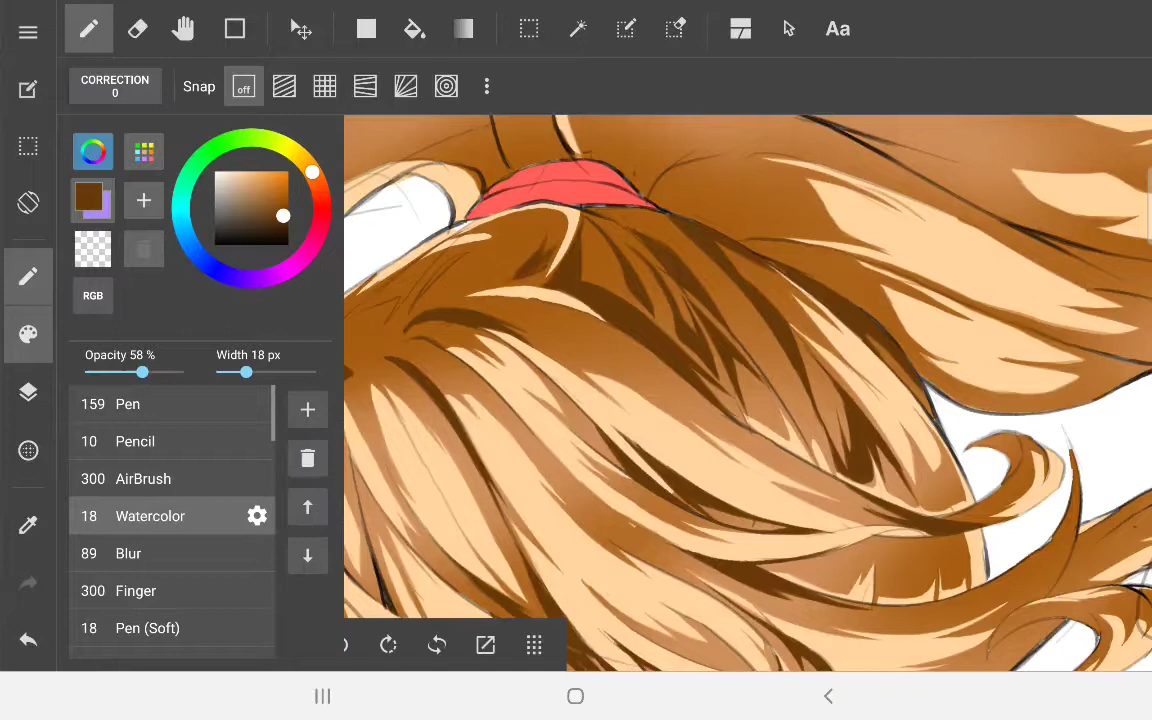 Aa
CORRECTION
0
Snap
off
RGB
Opacity 58 %
Width 18 px
159 Pen
10 Pencil
300 AirBrush
18 Watercolor
89 Blur
300 Finger
18 Pen (Soft)